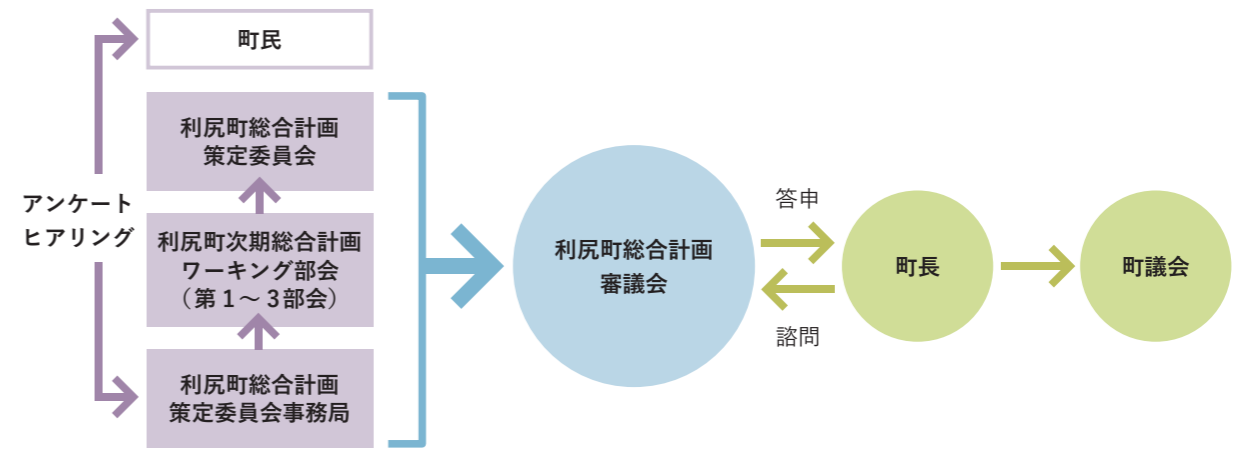 町民
利尻町総合計画
策定委員会
アンケート
ヒアリング
利尻町次期総合計画
ワーキング部会
（第1～3部会）
利尻町総合計画
策定委員会事務局
利尻町総合計画
審議会
答申
諮問
町長
町議会